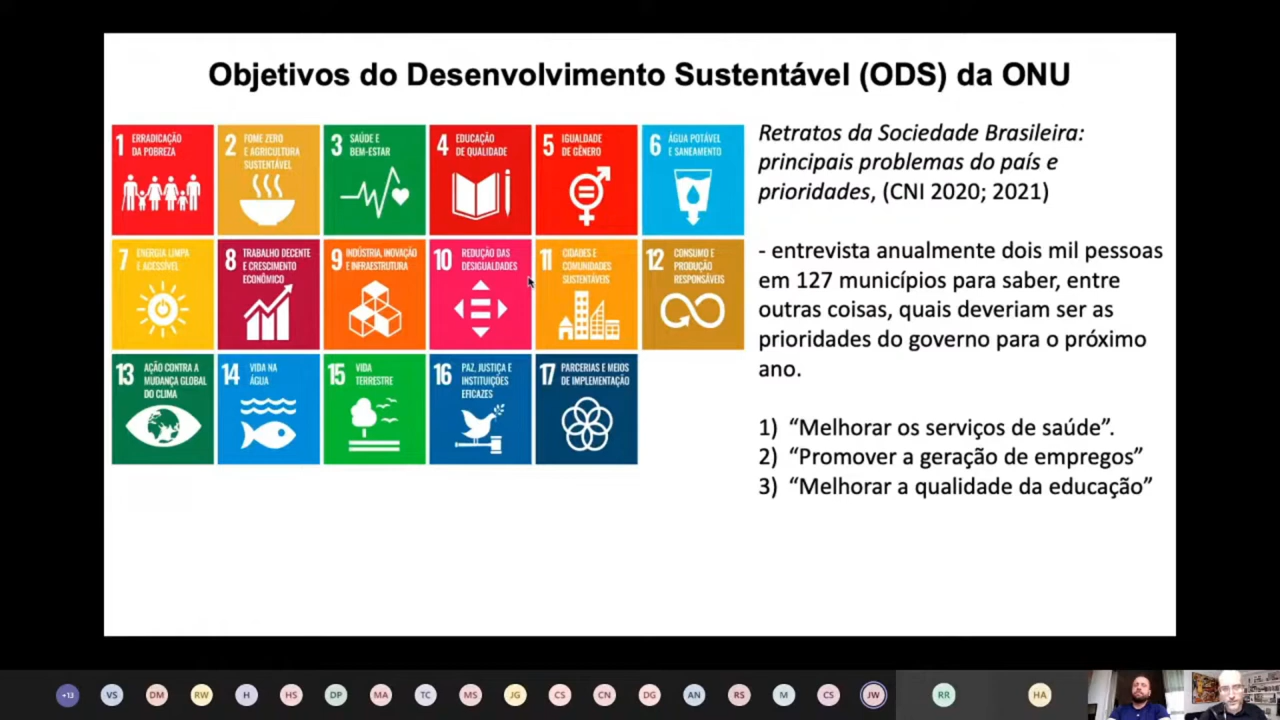 Objetivos do Desenvolvimento Sustentável (ODS) da ONU
1 ERRADICAÇÃO
DA POBREZA
2 FOME ZERO
E AGRICULTURA
SUSTENTÁVEL
3 SAÚDE E
BEM-ESTAR
4 EDUCAÇÃO
DE QUALIDADE
5 IGUALDADE
DE GÊNERO
6 ÁGUA POTÁVEL
E SANEAMENTO
7 ENERGIA LIMPA
E ACESSÍVEL
8 TRABALHO DECENTE
E CRESCIMENTO
ECONÔMICO
9 INDÚSTRIA, INOVAÇÃO
E INFRAESTRUTURA
10 REDUÇÃO DAS
DESIGUALDADES
11 CIDADES E
COMUNIDADES
SUSTENTÁVEIS
12 CONSUMO E
PRODUÇÃO
RESPONSÁVEIS
13 AÇÃO CONTRA A
MUDANÇA GLOBAL
DO CLIMA
14 VIDA NA
ÁGUA
15 VIDA
TERRESTRE
16 PAZ, JUSTIÇA E
INSTITUIÇÕES
EFICAZES
17 PARCERIAS E MEIOS
DE IMPLEMENTAÇÃO
Retratos da Sociedade Brasileira:
principais problemas do país e
prioridades, (CNI 2020; 2021)
- entrevista anualmente dois mil pessoas
em 127 municípios para saber, entre
outras coisas, quais deveriam ser as
prioridades do governo para o próximo
ano.
1) “Melhorar os serviços de saúde”.
2) “Promover a geração de empregos”
3) “Melhorar a qualidade da educação”
+13 VS DM RW H HS DP MA TC MS JG CS CN DG AN RS M CS JW RR HA